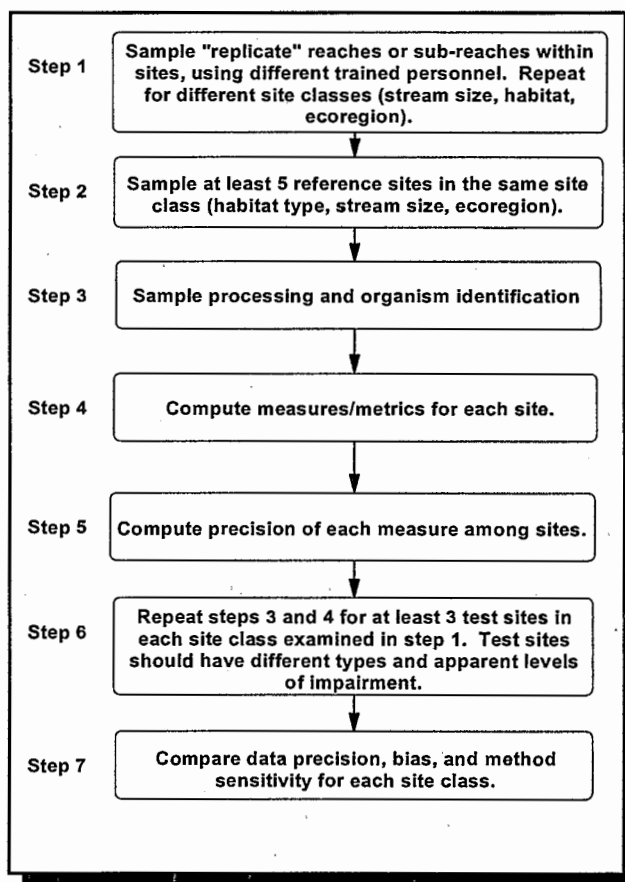 Step 1
Sample "replicate" reaches or sub-reaches within
sites, using different trained personnel. Repeat
for different site classes (stream size, habitat,
ecoregion).
Step 2
Sample at least 5 reference sites in the same site
class (habitat type, stream size, ecoregion).
Step 3
Sample processing and organism identification
Step 4
Compute measures/metrics for each site.
Step 5
Compute precision of each measure among sites.
Step 6
Repeat steps 3 and 4 for at least 3 test sites in
each site class examined in step 1. Test sites
should have different types and apparent levels
of impairment.
Step 7
Compare data precision, bias, and method
sensitivity for each site class.